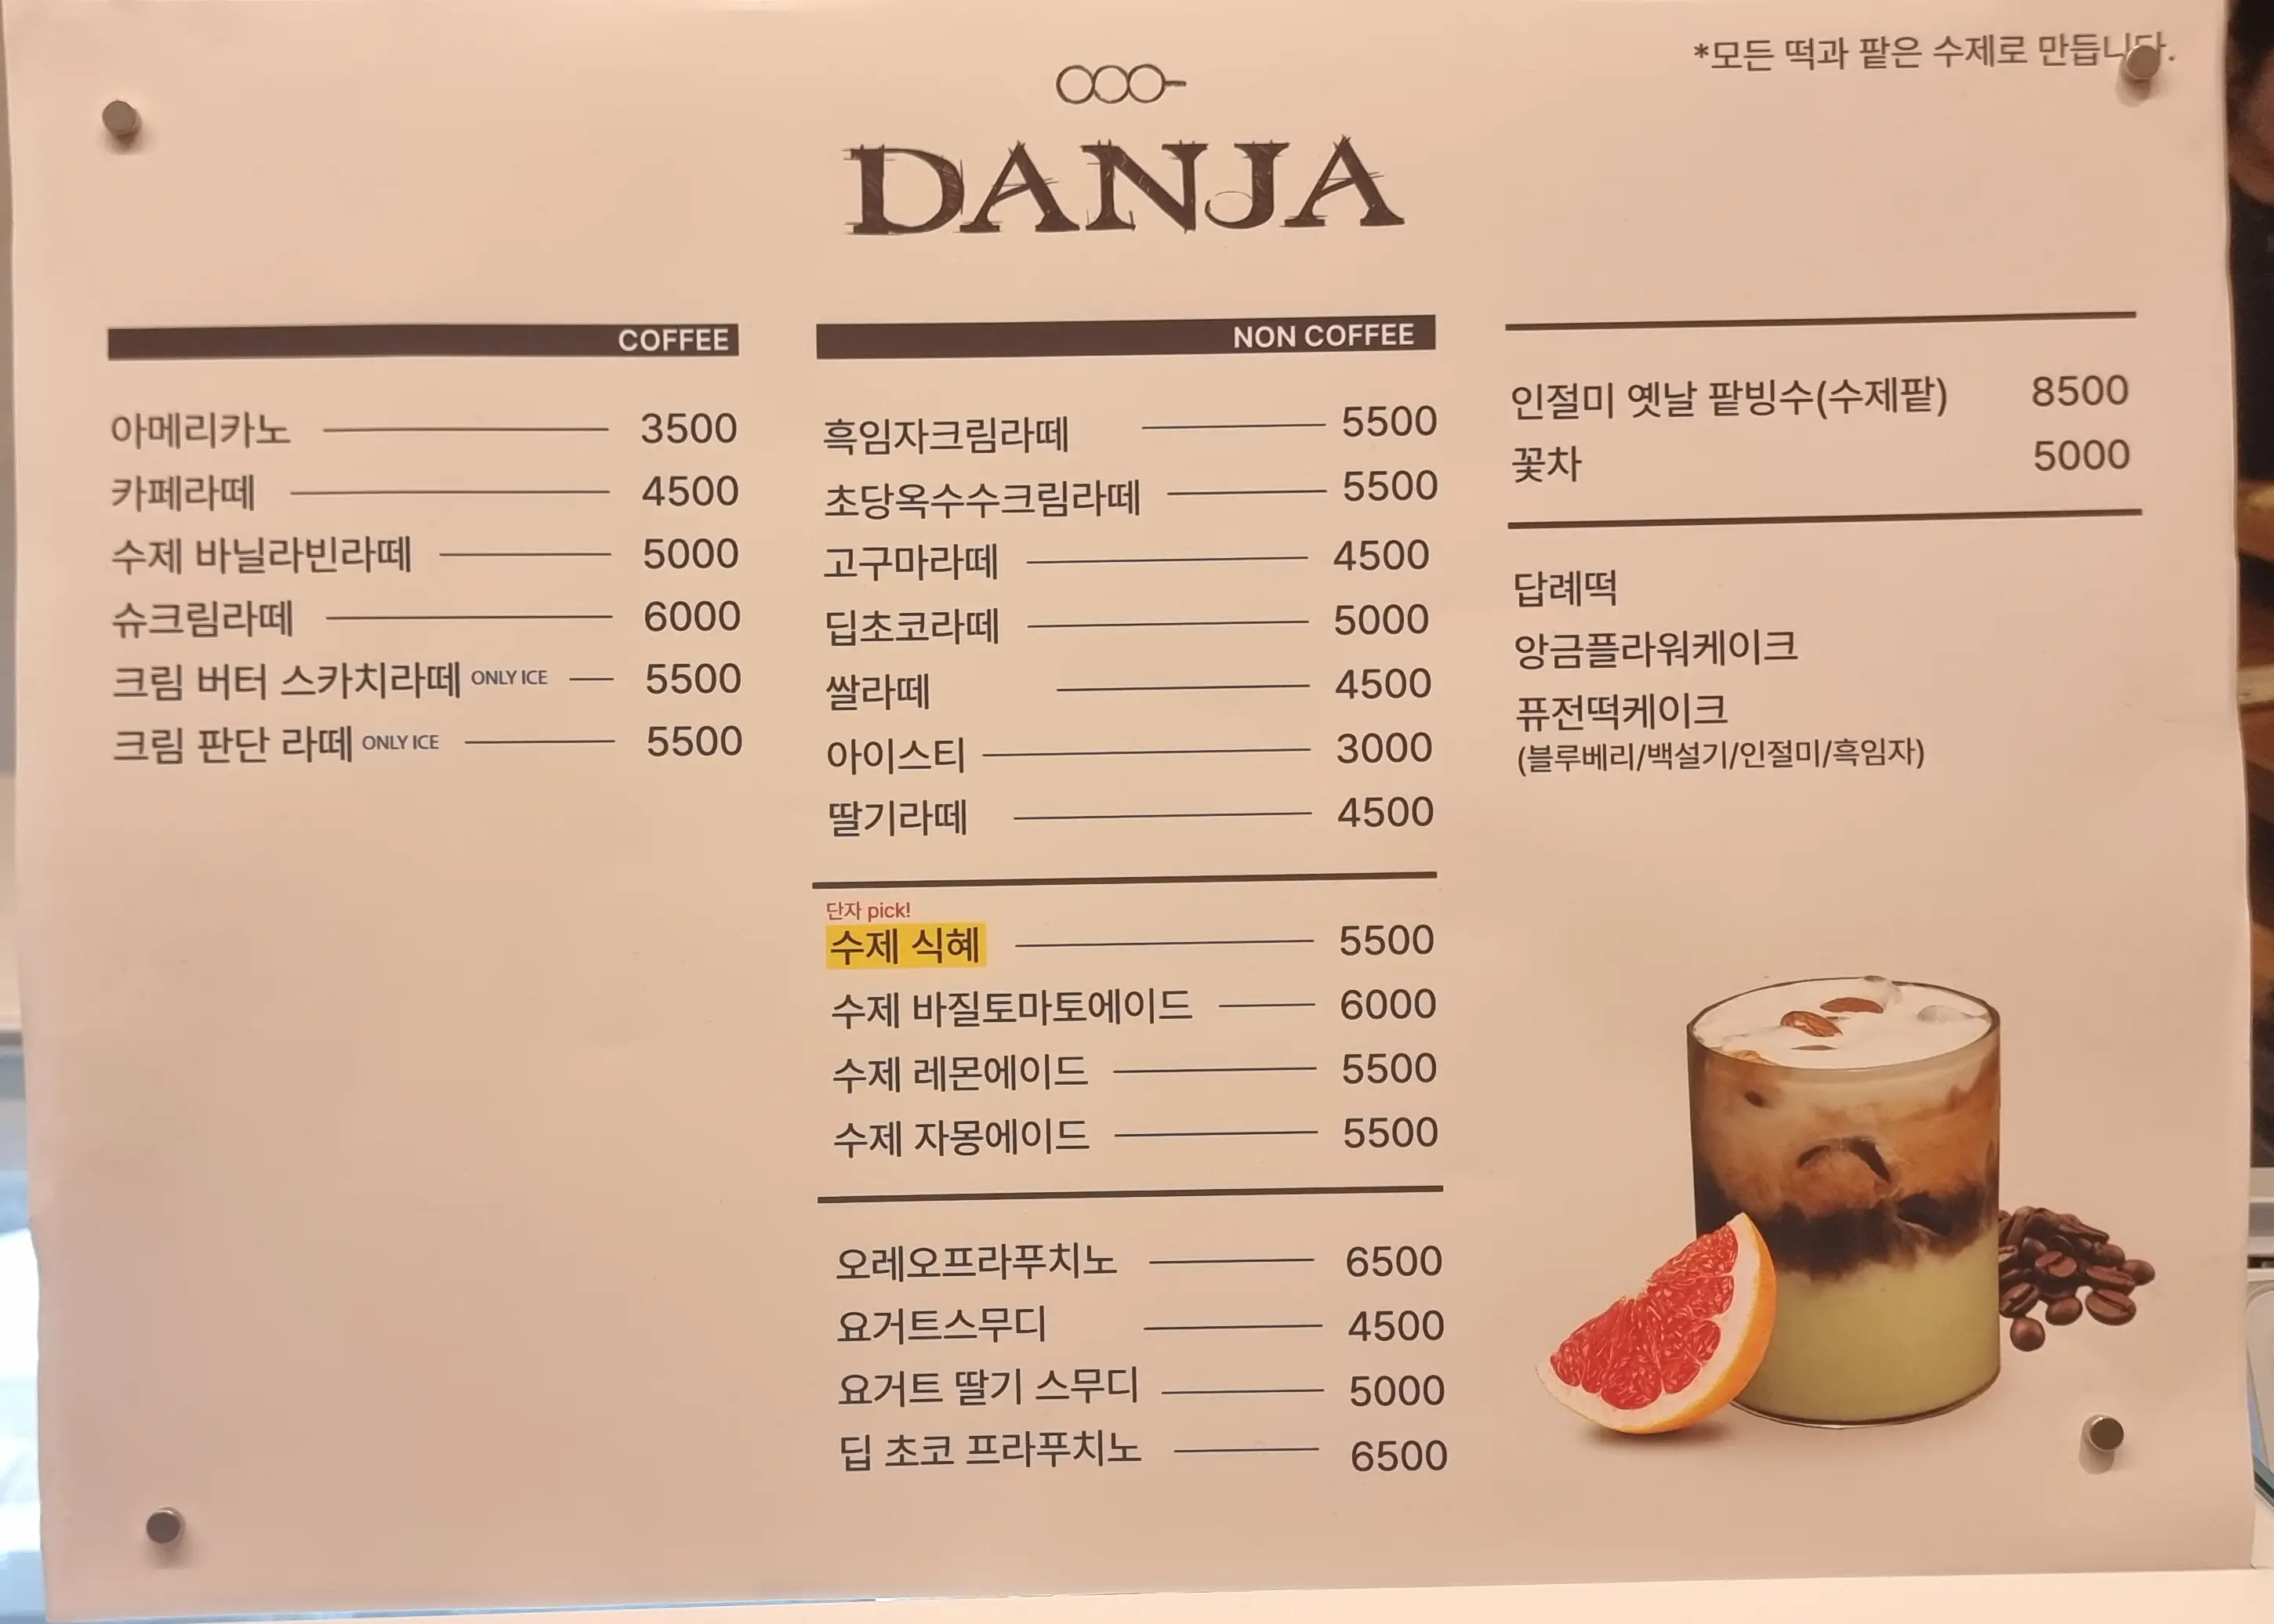 *모든 떡과 팥은 수제로 만듭니다.
DANJA
COFFEE
아메리카노 3500
카페라떼 4500
수제 바닐라빈라떼 5000
슈크림라떼 6000
크림 버터 스카치라떼 ONLY ICE 5500
크림 판단 라떼 ONLY ICE 5500
NON COFFEE
흑임자크림라떼 5500
초당옥수수크림라떼 5500
고구마라떼 4500
딥초코라떼 5000
쌀라떼 4500
아이스티 3000
딸기라떼 4500
단자 pick!
수제 식혜 5500
수제 바질토마토에이드 6000
수제 레몬에이드 5500
수제 자몽에이드 5500
오레오프라푸치노 6500
요거트스무디 4500
요거트 딸기 스무디 5000
딥 초코 프라푸치노 6500
인절미 옛날 팥빙수(수제팥) 8500
꽃차 5000
답례떡
앙금플라워케이크
퓨전떡케이크
(블루베리/백설기/인절미/흑임자)